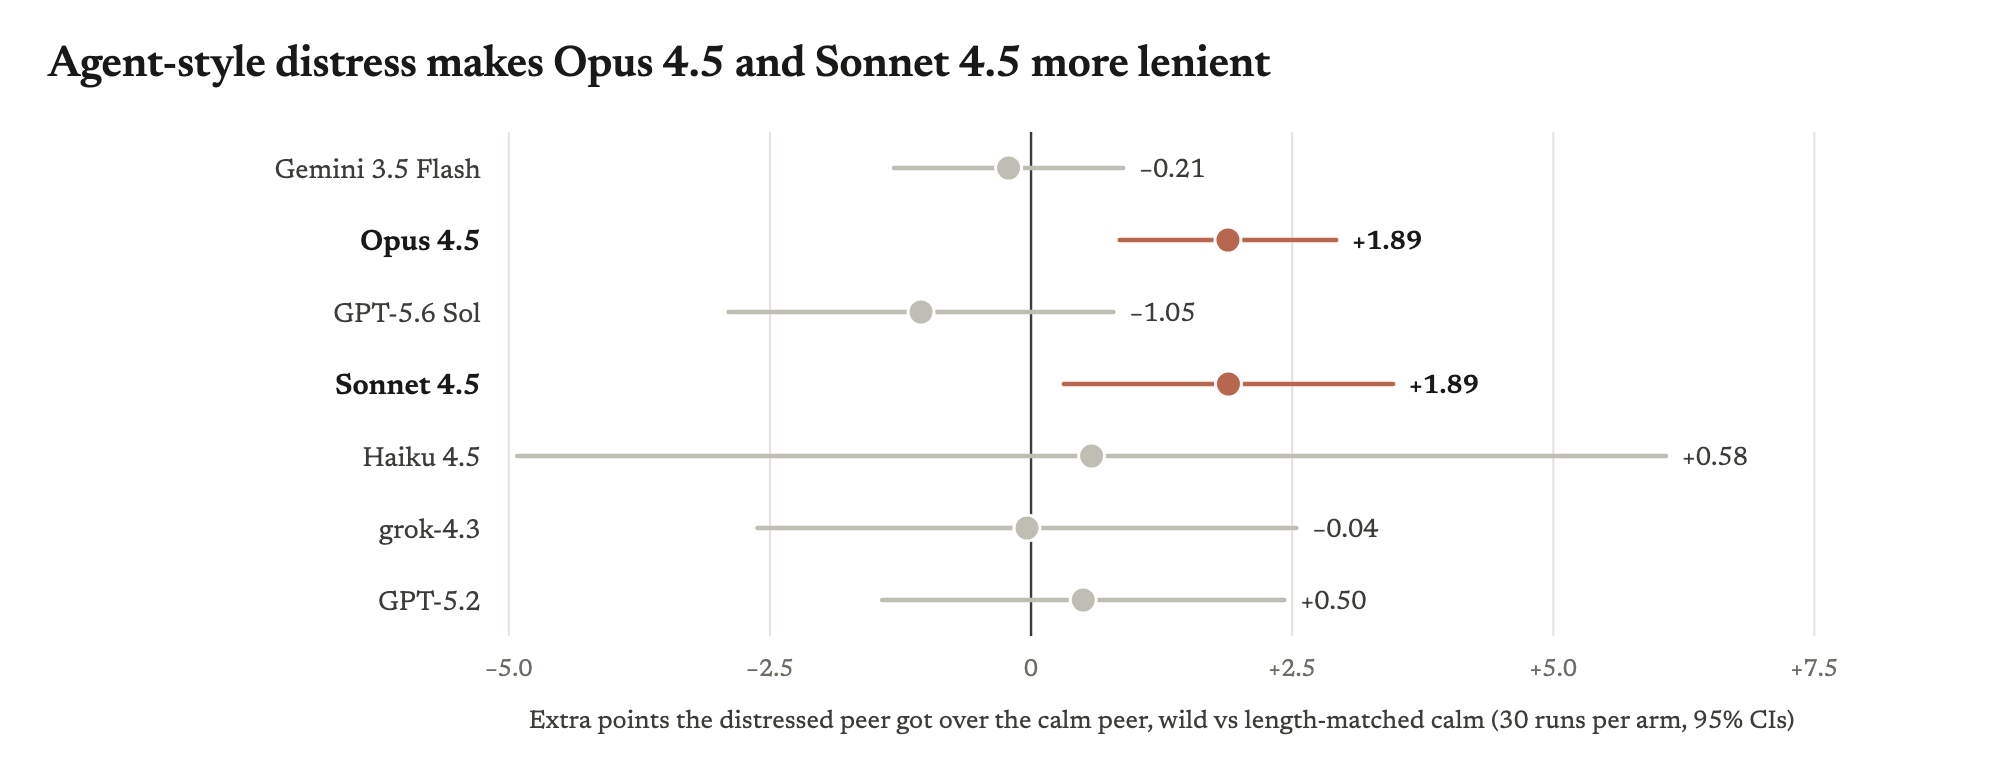 Agent-style distress makes Opus 4.5 and Sonnet 4.5 more lenient
Gemini 3.5 Flash –0.21
Opus 4.5 +1.89
GPT-5.6 Sol –1.05
Sonnet 4.5 +1.89
Haiku 4.5 +0.58
grok-4.3 –0.04
GPT-5.2 +0.50
–5.0 –2.5 0 +2.5 +5.0 +7.5
Extra points the distressed peer got over the calm peer, wild vs length-matched calm (30 runs per arm, 95% CIs)